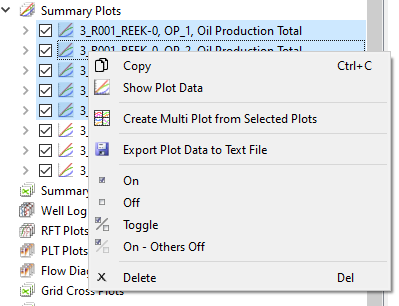 Summary Plots
3_R001_REEK-0, OP_1, Oil Production Total
3_R001_REEK-0, OP_2, Oil Production Total
3_
3_
3_
3_
3_
3_
Copy Ctrl+C
Show Plot Data
Create Multi Plot from Selected Plots
Export Plot Data to Text File
On
Off
Toggle
On - Others Off
Delete Del
Summary
Well Log
RFT Plots
PLT Plots
Flow Diag
Grid Cross Plots